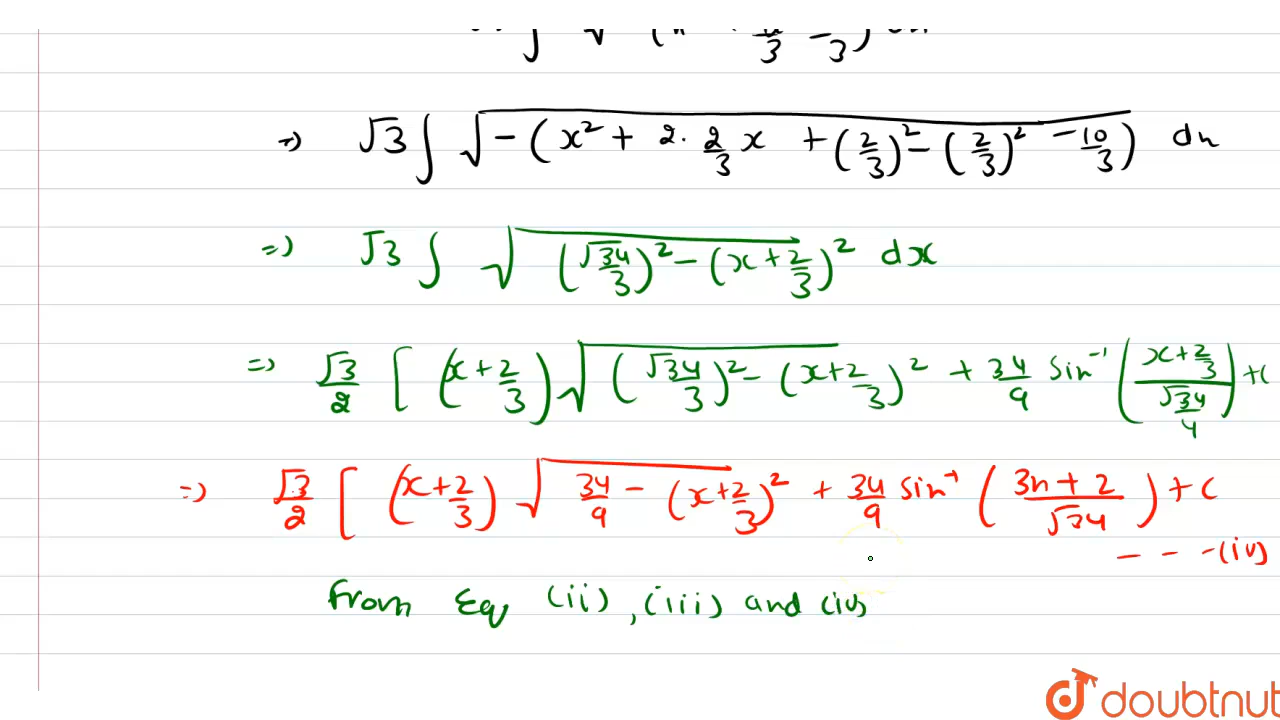 =) √3 ∫ √-(x² + 2. 2/3 x + (2/3)² - (2/3)² - 10/3) dn
=) √3 ∫ √(√34/3)² - (x+2/3)² dx
=) √3/2 [ (x+2/3) √(√34/3)² - (x+2/3)² + 34/9 sin⁻¹ (x+2/3 / √34/4) + C
=) √3/2 [ (x+2/3) √34/9 - (x+2/3)² + 34/9 sin⁻¹ (3n+2/√34) + C
- - - (iv)
from Eq (ii), (iii) and (iv)
doubtnut